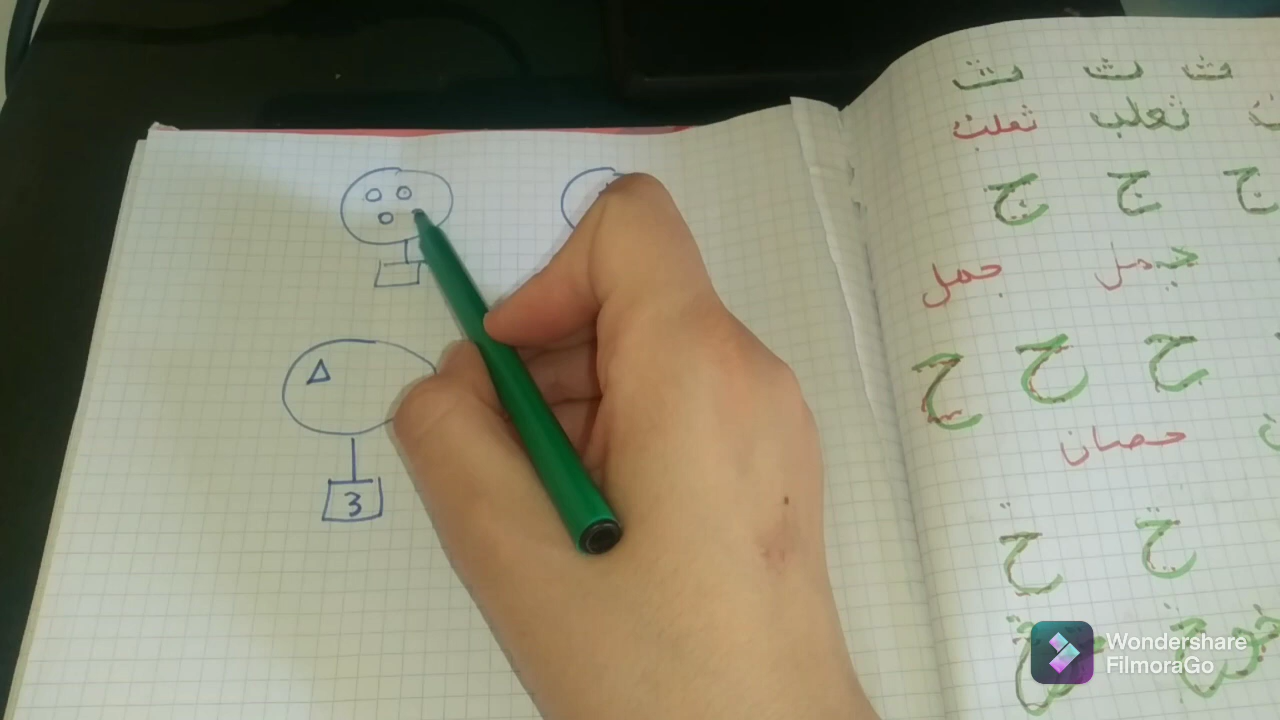 ث ث ث
ثعلب ثعلب
ج ج ج
جمل جمل
ح ح ح
حصان
خ خ
3
Wondershare
FilmoraGo